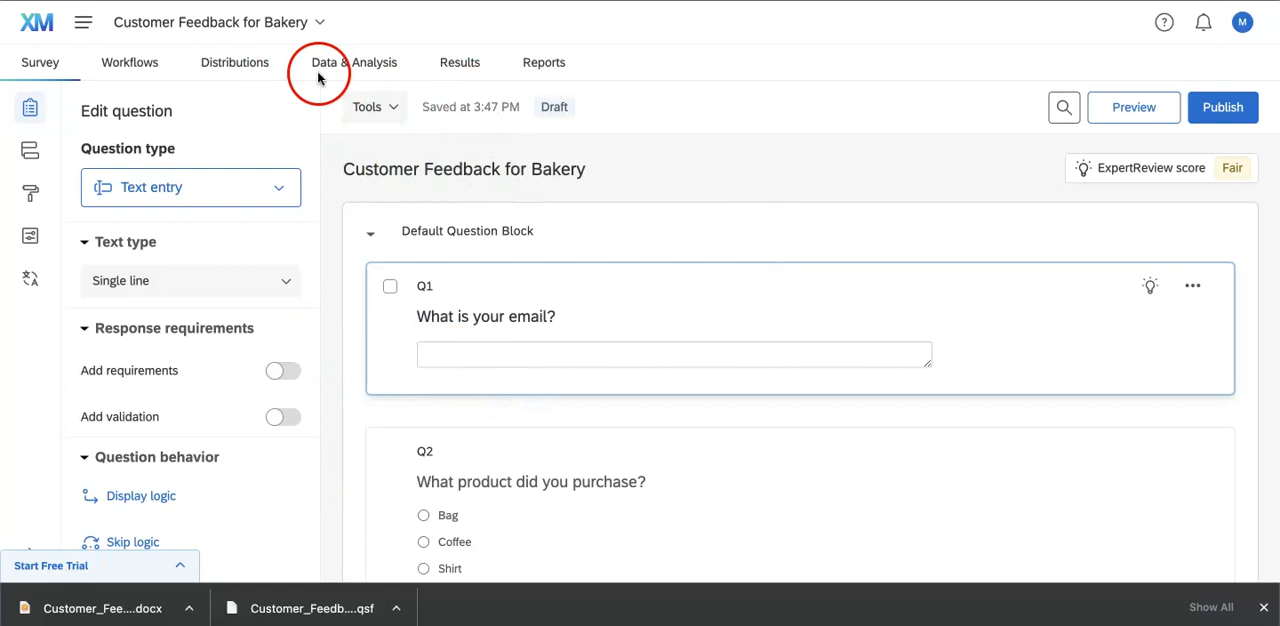 XM
Customer Feedback for Bakery
M
Survey
Workflows
Distributions
Data & Analysis
Results
Reports
Edit question
Tools
Saved at 3:47 PM
Draft
Preview
Publish
Question type
Text entry
Customer Feedback for Bakery
ExpertReview score
Fair
Default Question Block
Text type
Single line
Q1
What is your email?
Response requirements
Add requirements
Add validation
Question behavior
Display logic
Skip logic
Q2
What product did you purchase?
Bag
Coffee
Shirt
Start Free Trial
Customer_Fee....docx
Customer_Feedb....qsf
Show All